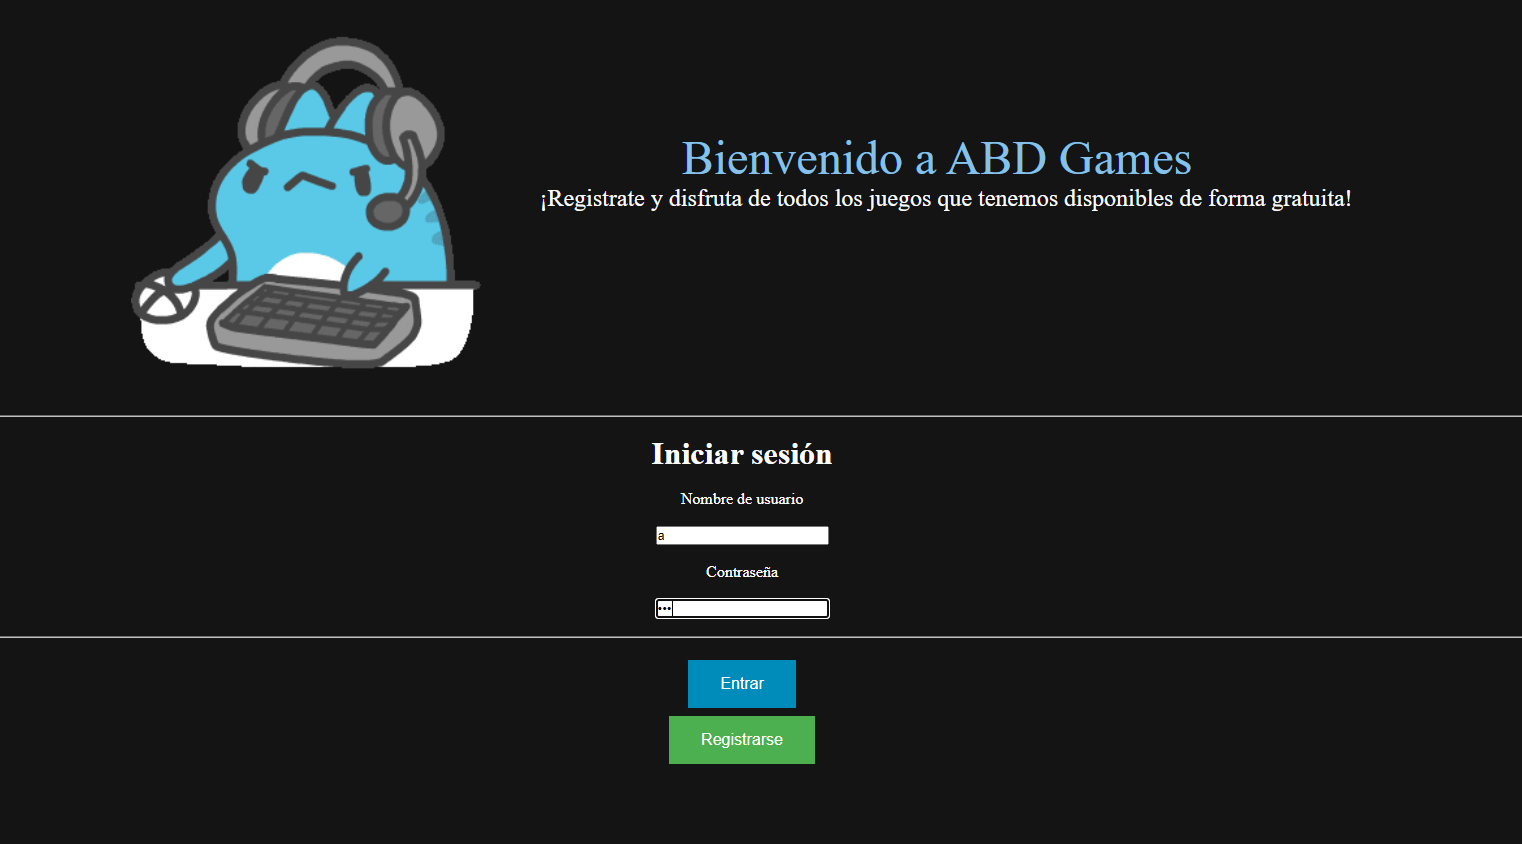 Bienvenido a ABD Games
¡Registrate y disfruta de todos los juegos que tenemos disponibles de forma gratuita!
Iniciar sesión
Nombre de usuario
a
Contraseña
•••
Entrar
Registrarse